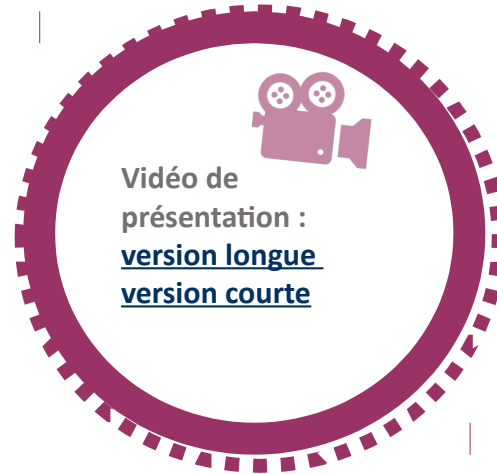 Vidéo de
présentation :
version longue
version courte